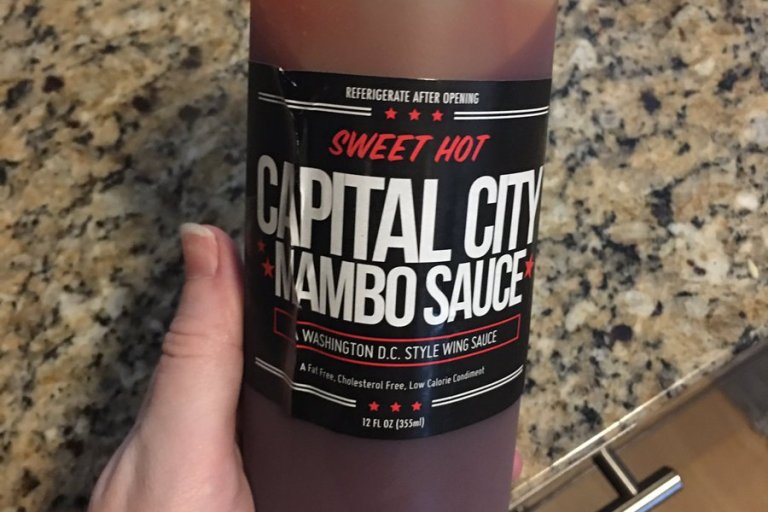 REFERIGERATE AFTER OPENING
SWEET HOT
CAPITAL CITY
MAMBO SAUCE
A WASHINGTON D.C. STYLE WING SAUCE
A Fat Free, Cholesterol Free, Low Calorie Condiment
12 FL OZ (355ml)